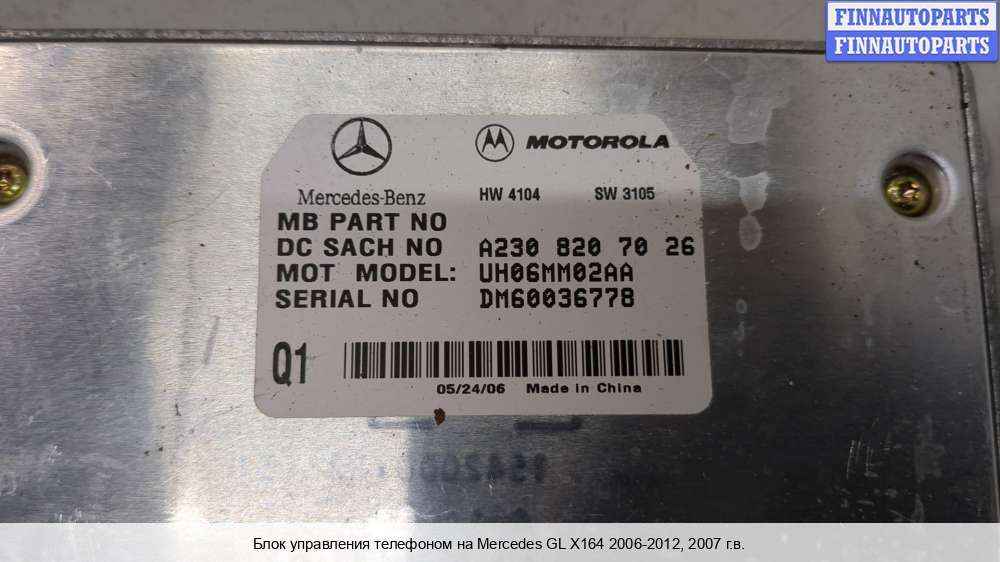 FINNAUTOPARTS
FINNAUTOPARTS
MOTOROLA
Mercedes-Benz
HW 4104 SW 3105
MB PART NO
DC SACH NO A230 820 70 26
MOT MODEL: UH06MM02AA
SERIAL NO DM60036778
Q1
05/24/06 Made in China
Блок управления телефоном на Mercedes GL X164 2006-2012, 2007 г.в.